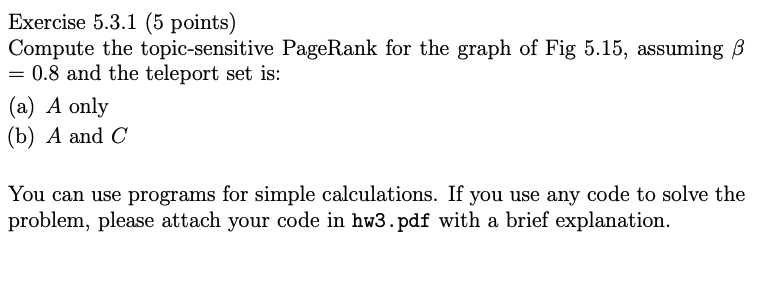 Exercise 5.3.1 (5 points)
Compute the topic-sensitive PageRank for the graph of Fig 5.15, assuming β
= 0.8 and the teleport set is:
(a) A only
(b) A and C
You can use programs for simple calculations. If you use any code to solve the
problem, please attach your code in hw3.pdf with a brief explanation.